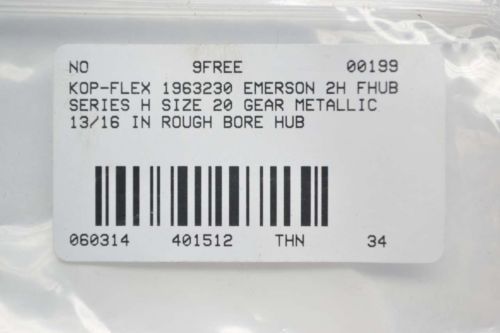 NO 9FREE 00199
KOP-FLEX 1963230 EMERSON 2H FHUB
SERIES H SIZE 20 GEAR METALLIC
13/16 IN ROUGH BORE HUB
060314 401512 THN 34